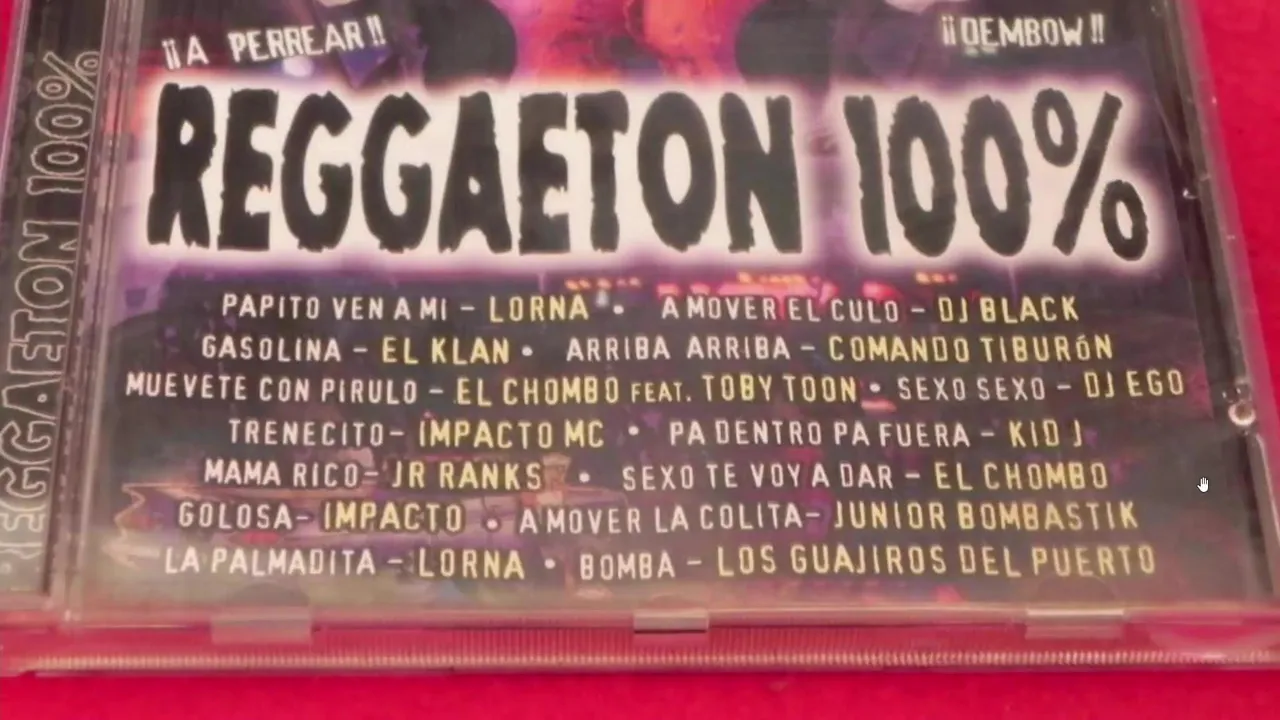 ¡¡A PERREAR!! ¡¡DEMBOW!!
REGGAETON 100%
REGGAETON 100%
PAPITO VEN A MI - LORNA • A MOVER EL CULO - DJ BLACK
GASOLINA - EL KLAN • ARRIBA ARRIBA - COMANDO TIBURÓN
MUEVETE CON PIRULO - EL CHOMBO FEAT. TOBY TOON • SEXO SEXO - DJ EGO
TRENECITO- IMPACTO MC • PA DENTRO PA FUERA - KID J
MAMA RICO- JR RANKS • SEXO TE VOY A DAR - EL CHOMBO
GOLOSA- IMPACTO • A MOVER LA COLITA- JUNIOR BOMBASTIK
LA PALMADITA - LORNA • BOMBA - LOS GUAJIROS DEL PUERTO